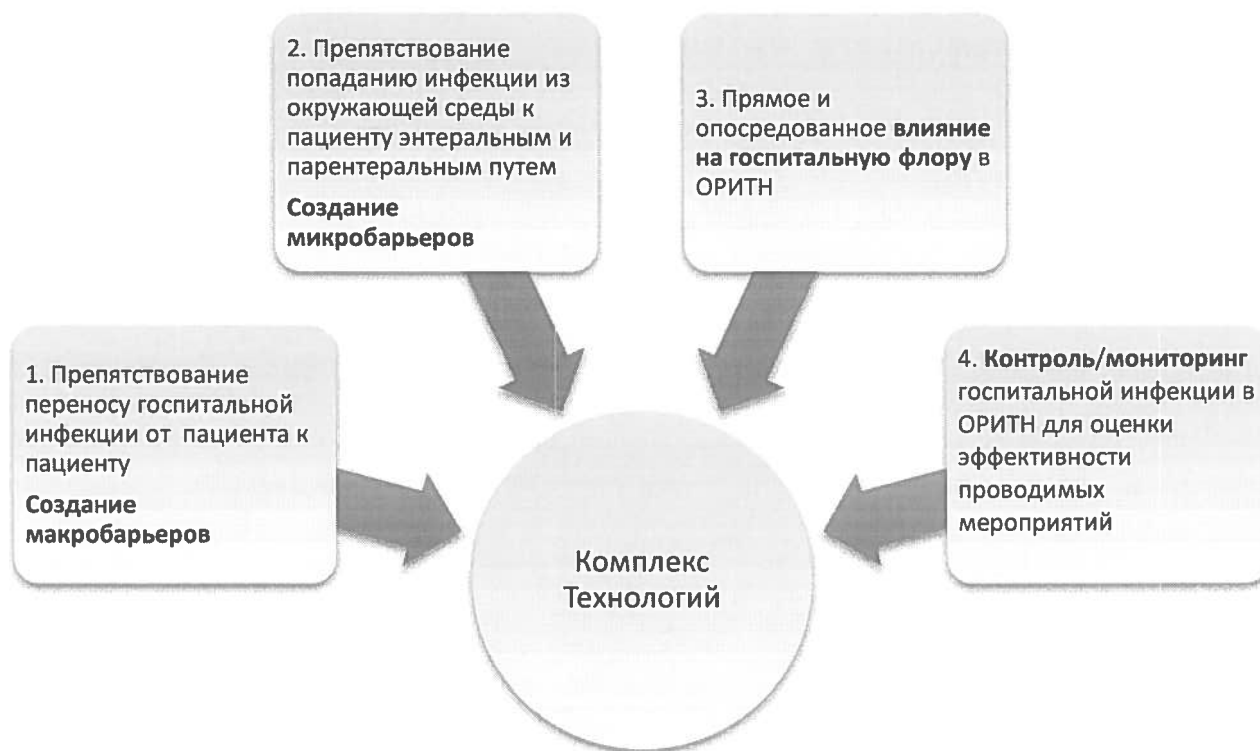 2. Препятствование
попаданию инфекции из
окружающей среды к
пациенту энтеральным и
парентеральным путем
Создание
микробарьеров
3. Прямое и
опосредованное влияние
на госпитальную флору в
ОРИТН
1. Препятствование
переносу госпитальной
инфекции от пациента к
пациенту
Создание
макробарьеров
4. Контроль/мониторинг
госпитальной инфекции в
ОРИТН для оценки
эффективности
проводимых
мероприятий
Комплекс
Технологий